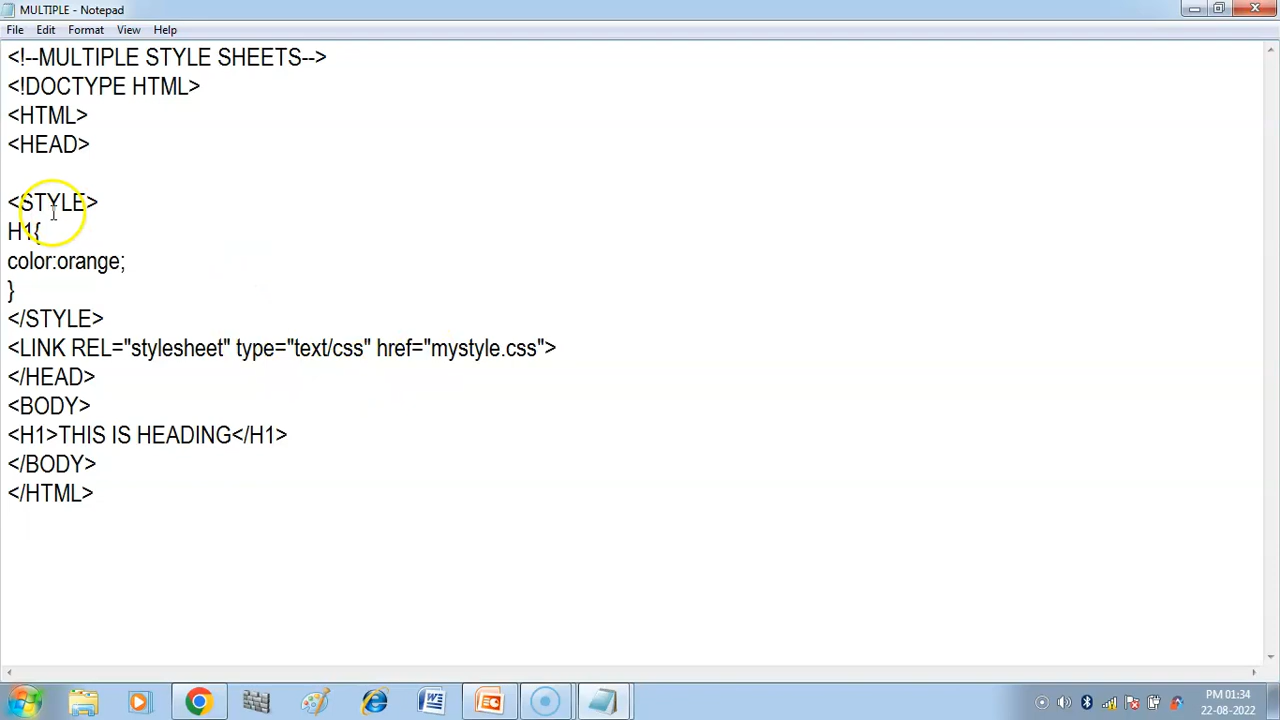 MULTIPLE - Notepad
File Edit Format View Help
<!--MULTIPLE STYLE SHEETS-->
<!DOCTYPE HTML>
<HTML>
<HEAD>
<STYLE>
H1{
color:orange;
}
</STYLE>
<LINK REL="stylesheet" type="text/css" href="mystyle.css">
</HEAD>
<BODY>
<H1>THIS IS HEADING</H1>
</BODY>
</HTML>
PM 01:34
22-08-2022